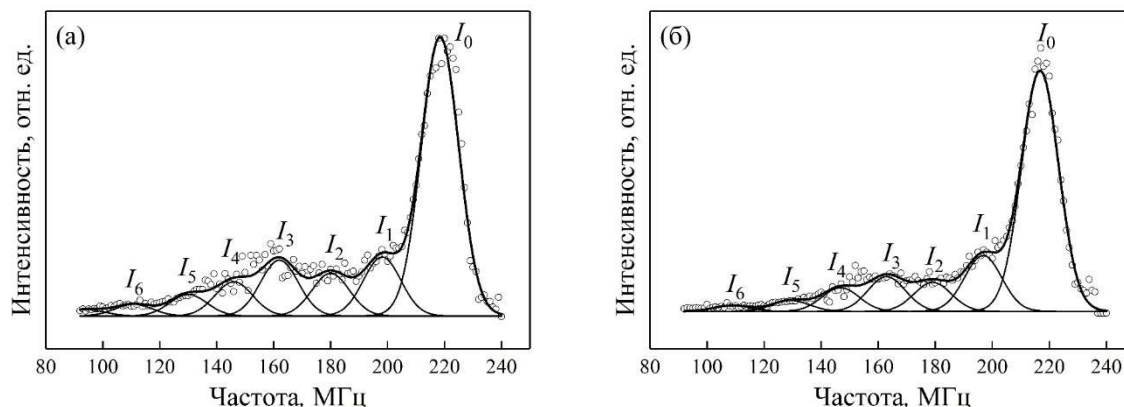 (а)
I₀
I₆
I₅
I₄
I₃
I₂
I₁
Интенсивность, отн. ед.
80 100 120 140 160 180 200 220 240
Частота, МГц
(б)
I₀
I₆
I₅
I₄
I₃
I₂
I₁
Интенсивность, отн. ед.
80 100 120 140 160 180 200 220 240
Частота, МГц